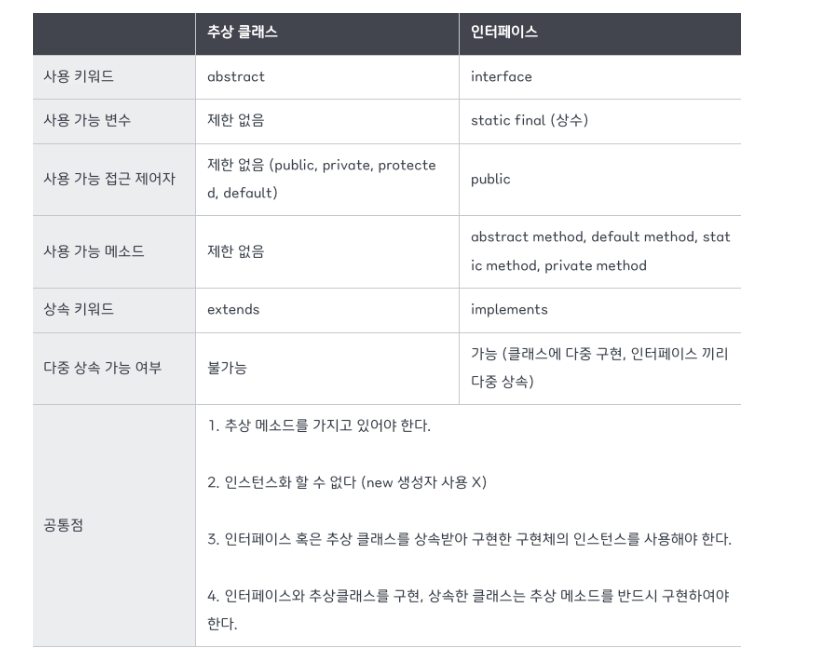 추상 클래스 인터페이스
사용 키워드 abstract interface
사용 가능 변수 제한 없음 static final (상수)
사용 가능 접근 제어자 제한 없음 (public, private, protecte
d, default) public
사용 가능 메소드 제한 없음 abstract method, default method, stat
ic method, private method
상속 키워드 extends implements
다중 상속 가능 여부 불가능 가능 (클래스에 다중 구현, 인터페이스 끼리
다중 상속)
공통점
1. 추상 메소드를 가지고 있어야 한다.
2. 인스턴스화 할 수 없다 (new 생성자 사용 X)
3. 인터페이스 혹은 추상 클래스를 상속받아 구현한 구현체의 인스턴스를 사용해야 한다.
4. 인터페이스와 추상클래스를 구현, 상속한 클래스는 추상 메소드를 반드시 구현하여야
한다.